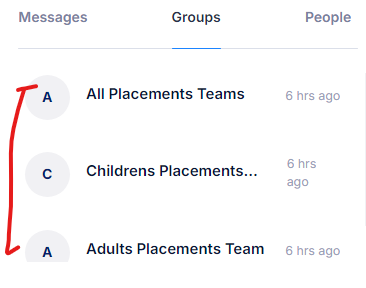 Messages Groups People
A All Placements Teams 6 hrs ago
C Childrens Placements... 6 hrs
ago
A Adults Placements Team 6 hrs ago